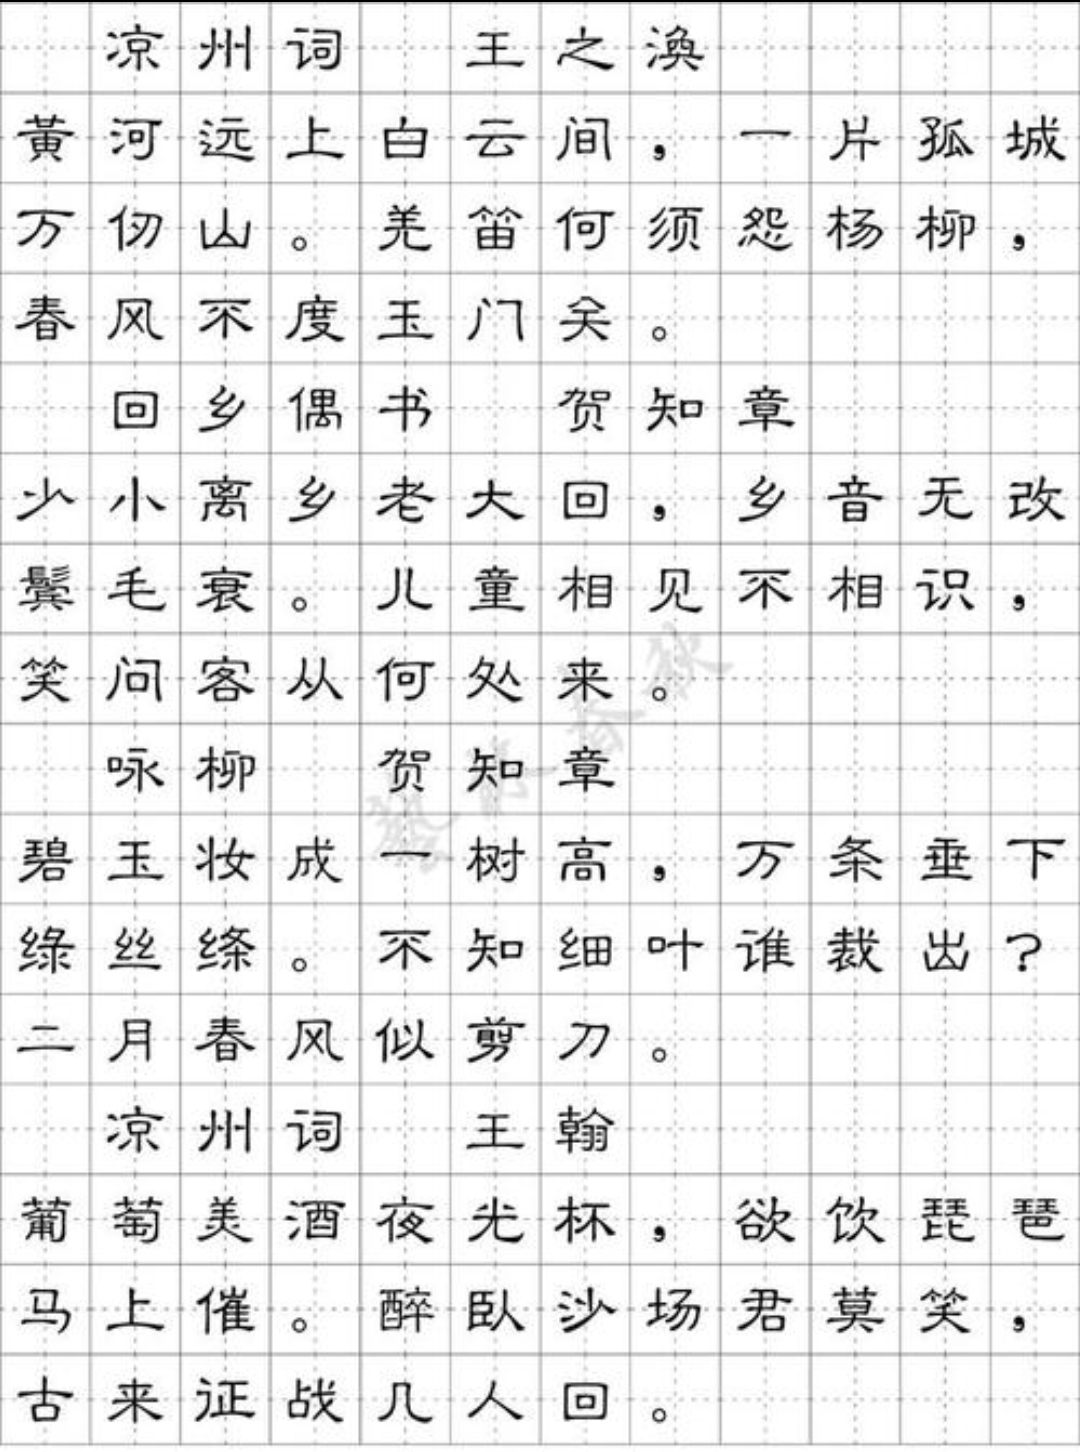 凉州词 王之渙
黄河远上白云间，一片孤城
万仞山。羌笛何须怨杨柳，
春风不度玉门关。
回乡偶书 贺知章
少小离乡老大回，乡音无改
鬓毛衰。儿童相见不相识，
笑问客从何处来。
咏柳 贺知章
碧玉妆成一树高，万条垂下
绿丝绦。不知细叶谁裁出？
二月春风似剪刀。
凉州词 王翰
葡萄美酒夜光杯，欲饮琵琶
马上催。醉卧沙场君莫笑，
古来征战几人回。